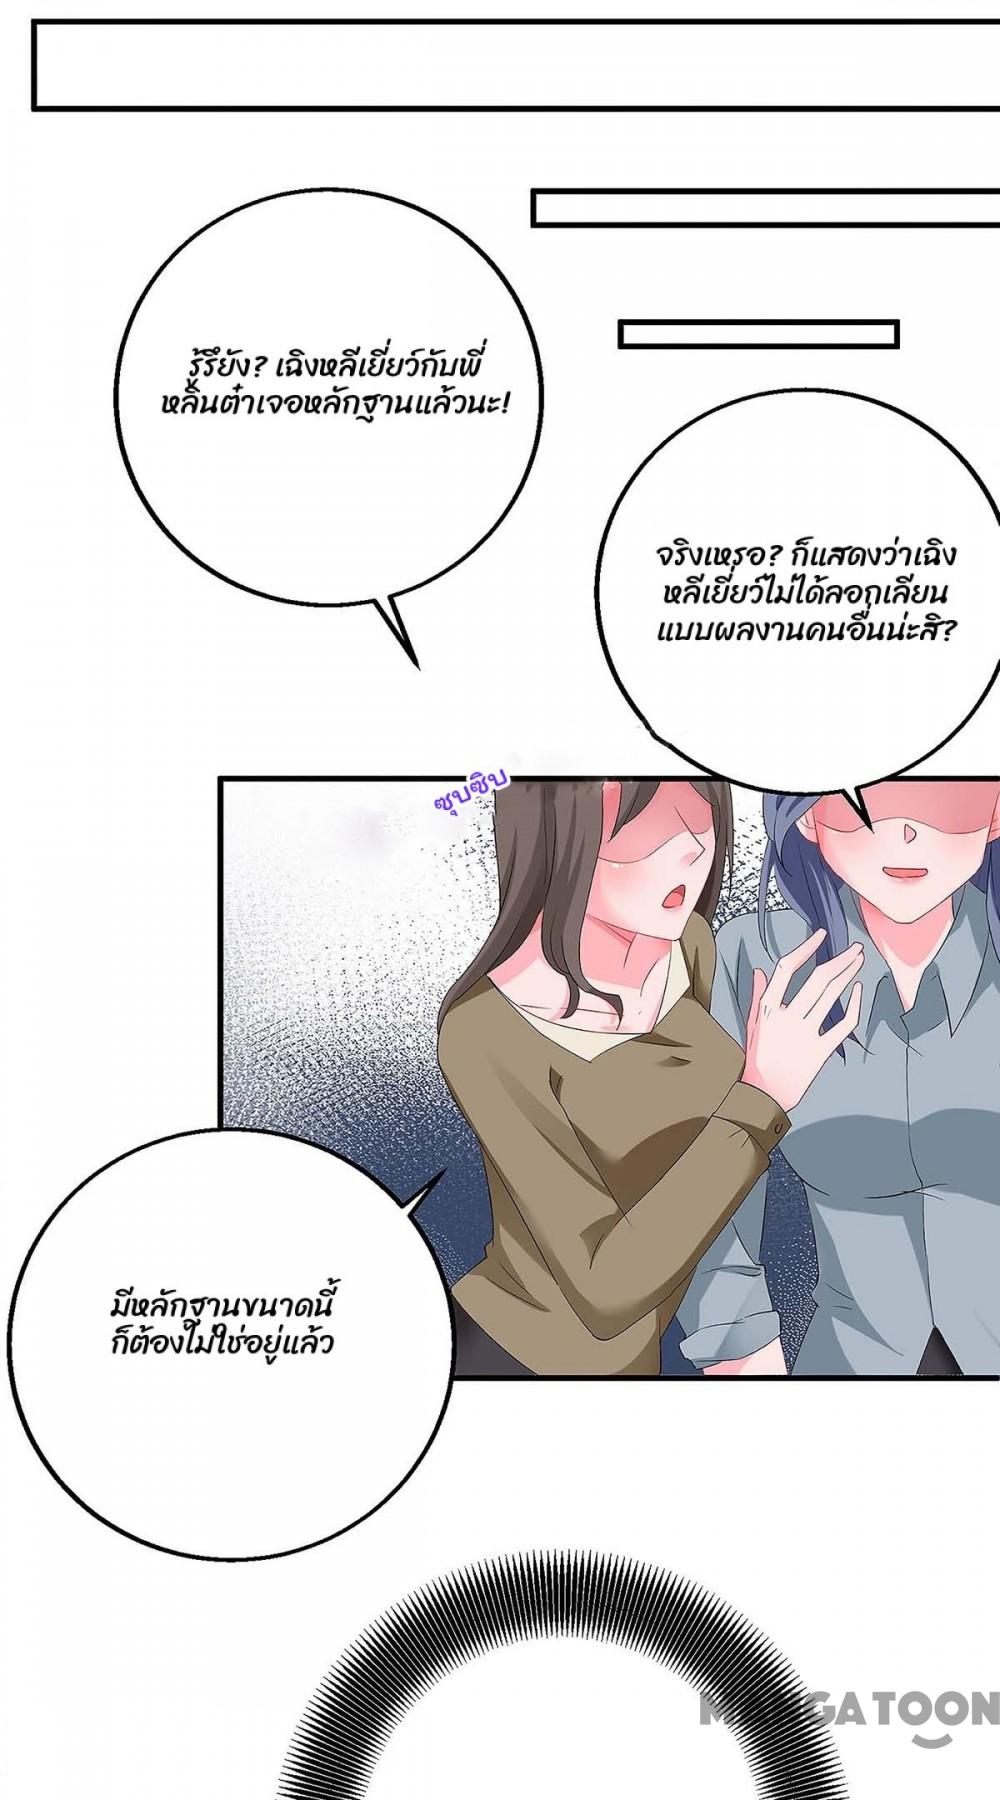 รู้รึยัง? เฉิงหลีเยี่ยว์กับพี่
หลินต๋าเจอหลักฐานแล้วนะ!
จริงเหรอ? ก็แสดงว่าเฉิง
หลีเยี่ยว์ไม่ได้ลอกเลียน
แบบผลงานคนอื่นน่ะสิ?
ซุบซิบ
มีหลักฐานขนาดนี้
ก็ต้องไม่ใช่อยู่แล้ว
MANGATOON